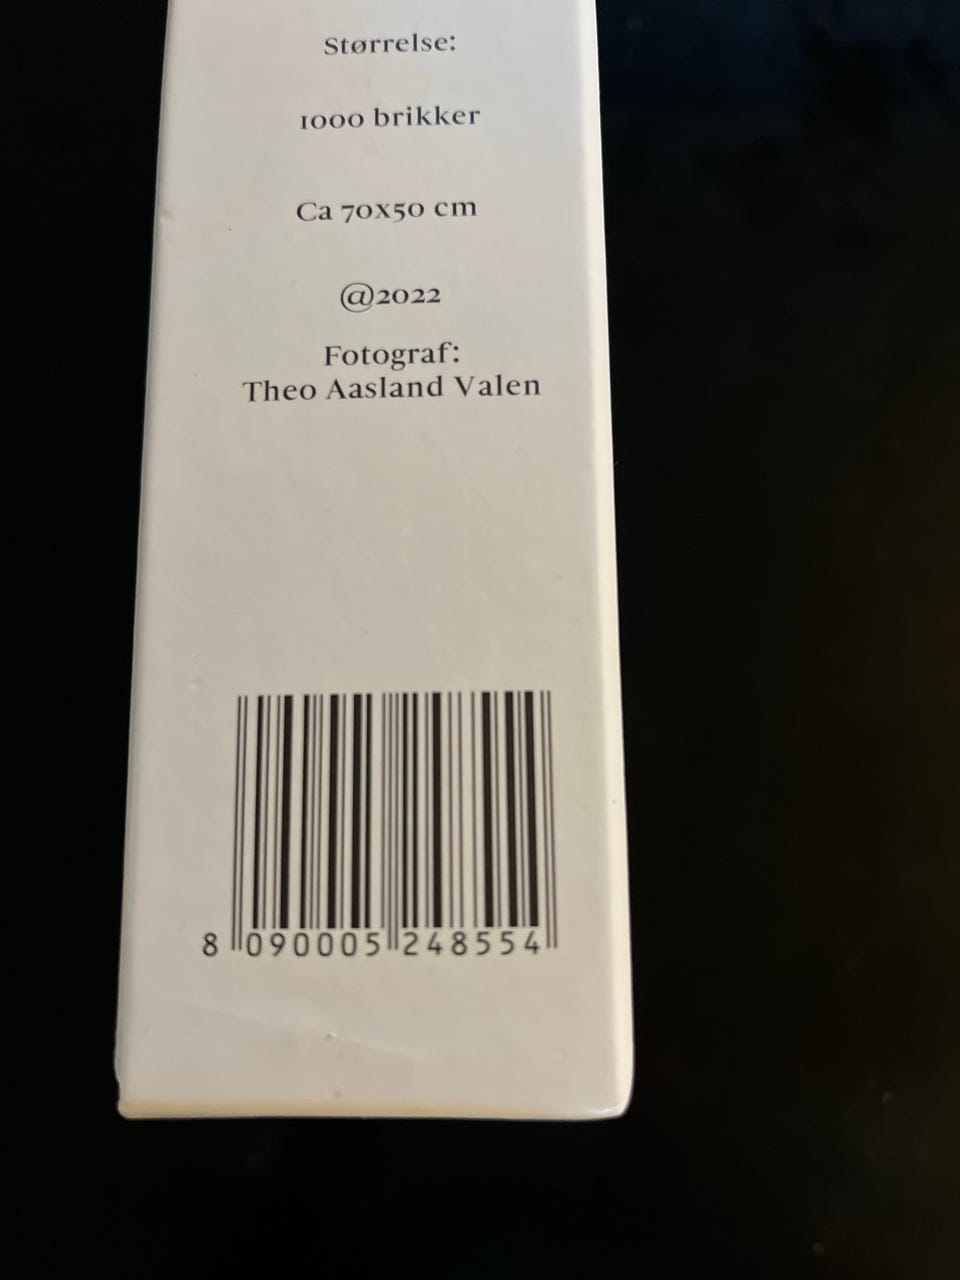 Størrelse:
1000 brikker
Ca 70x50 cm
@2022
Fotograf:
Theo Aasland Valen
8 090005 248554